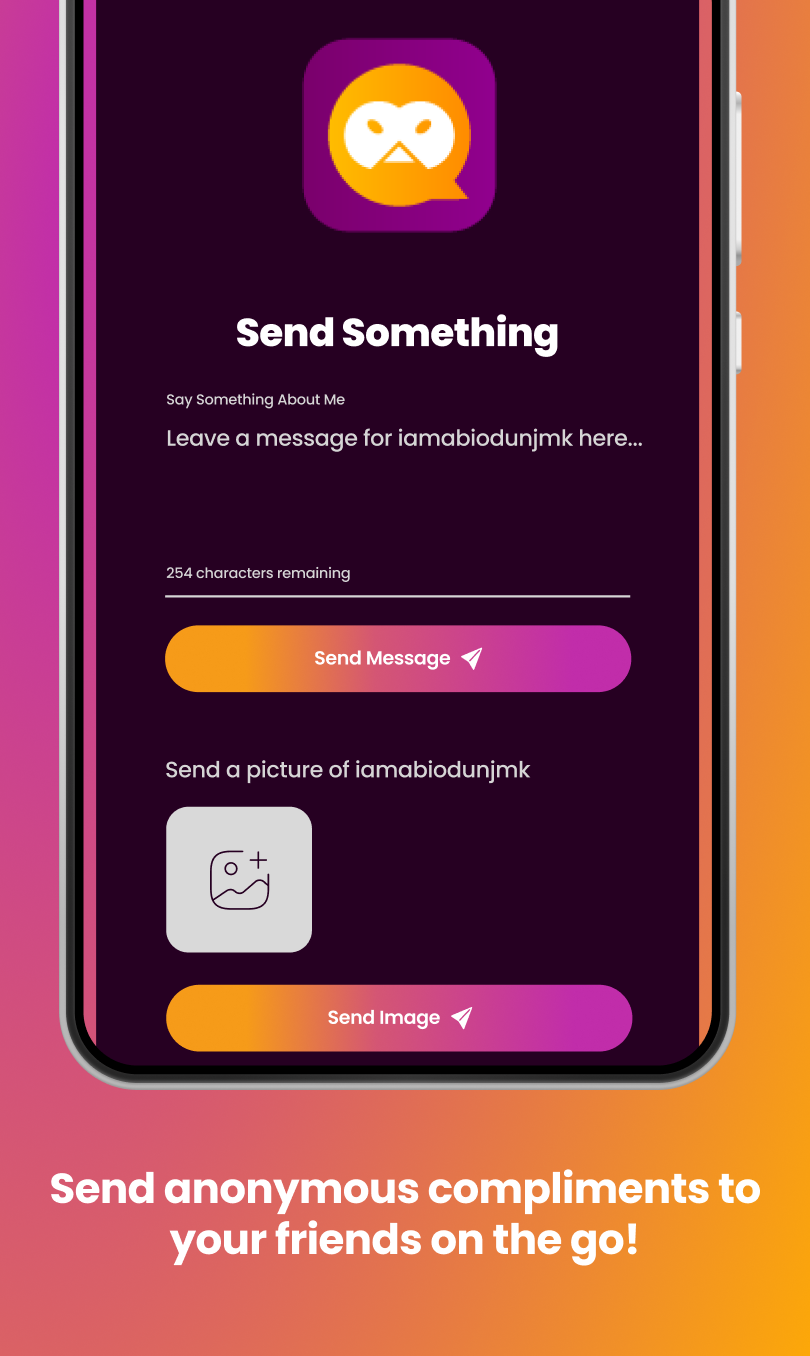 Send Something
Say Something About Me
Leave a message for iamabiodunjmk here...
254 characters remaining
Send Message
Send a picture of iamabiodunjmk
Send Image
Send anonymous compliments to
your friends on the go!